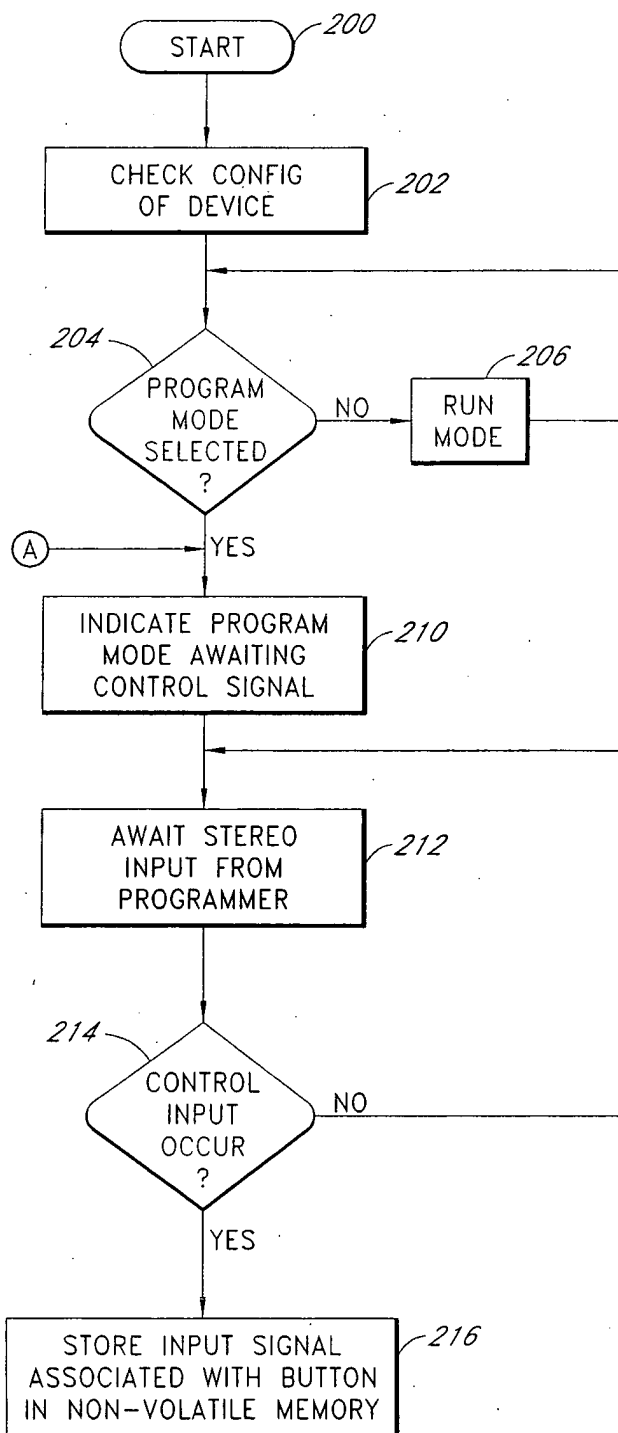 START
200
CHECK CONFIG
OF DEVICE
202
204
PROGRAM
MODE
SELECTED
?
NO
206
RUN
MODE
A
YES
INDICATE PROGRAM
MODE AWAITING
CONTROL SIGNAL
210
AWAIT STEREO
INPUT FROM
PROGRAMMER
212
214
CONTROL
INPUT
OCCUR
?
NO
YES
STORE INPUT SIGNAL
ASSOCIATED WITH BUTTON
IN NON-VOLATILE MEMORY
216